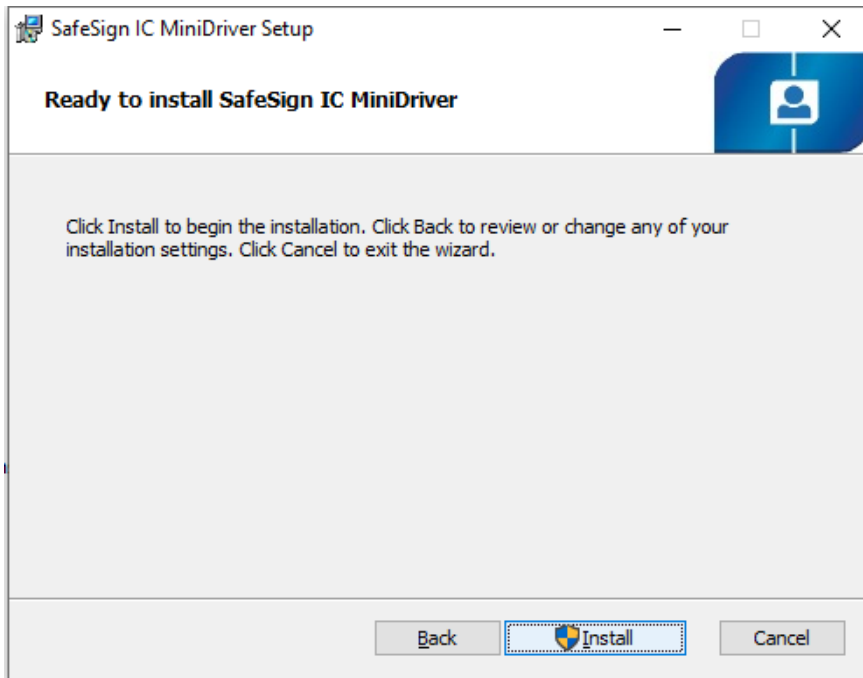 SafeSign IC MiniDriver Setup
Ready to install SafeSign IC MiniDriver
Click Install to begin the installation. Click Back to review or change any of your
installation settings. Click Cancel to exit the wizard.
Back
Install
Cancel